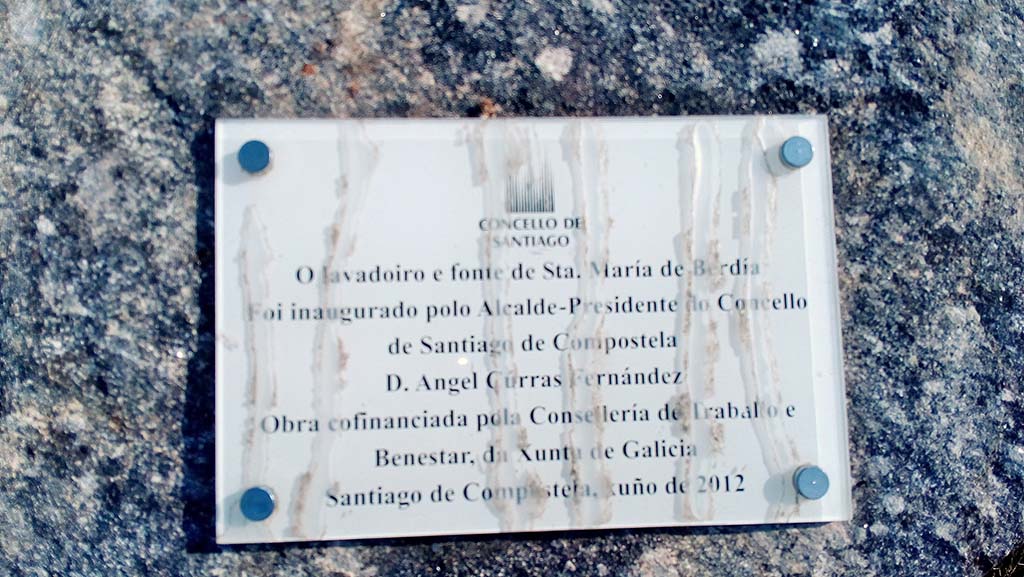 CONCELLO DE
SANTIAGO
O lavadoiro e fonte de Sta. María de Berdía
Foi inaugurado polo Alcalde-Presidente do Concello
de Santiago de Compostela
D. Angel Curras Fernández
Obra cofinanciada pola Consellería de Traballo e
Benestar, da Xunta de Galicia
Santiago de Compostela, xuño de 2012